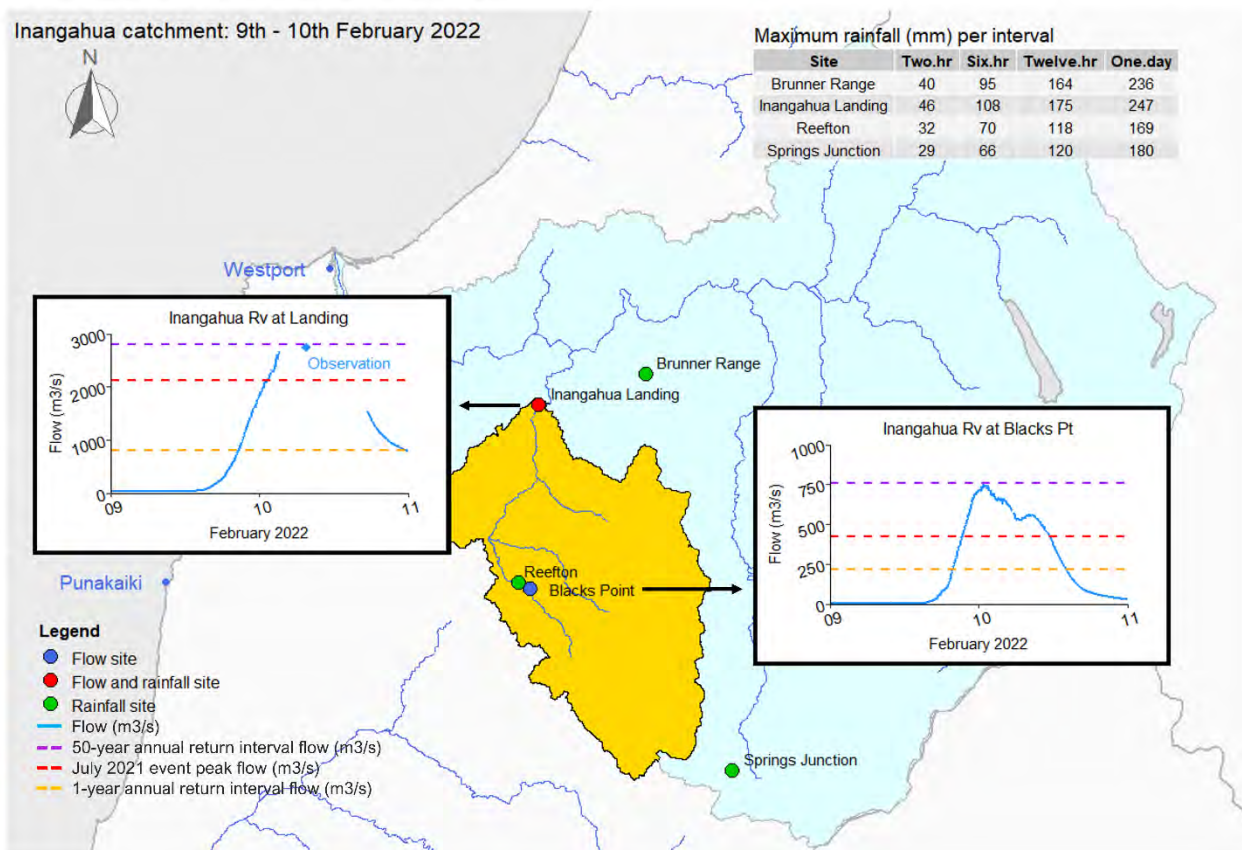 Inangahua catchment: 9th - 10th February 2022
N
Maximum rainfall (mm) per interval
Site Two.hr Six.hr Twelve.hr One.day
Brunner Range 40 95 164 236
Inangahua Landing 46 108 175 247
Reefton 32 70 118 169
Springs Junction 29 66 120 180
Westport
Inangahua Rv at Landing
3000
2000
1000
0
Flow (m3/s)
Observation
09 10 11
February 2022
Brunner Range
Inangahua Landing
Inangahua Rv at Blacks Pt
1000
750
500
250
0
Flow (m3/s)
09 10 11
February 2022
Reefton
Blacks Point
Punakaiki
Springs Junction
Legend
Flow site
Flow and rainfall site
Rainfall site
Flow (m3/s)
50-year annual return interval flow (m3/s)
July 2021 event peak flow (m3/s)
1-year annual return interval flow (m3/s)